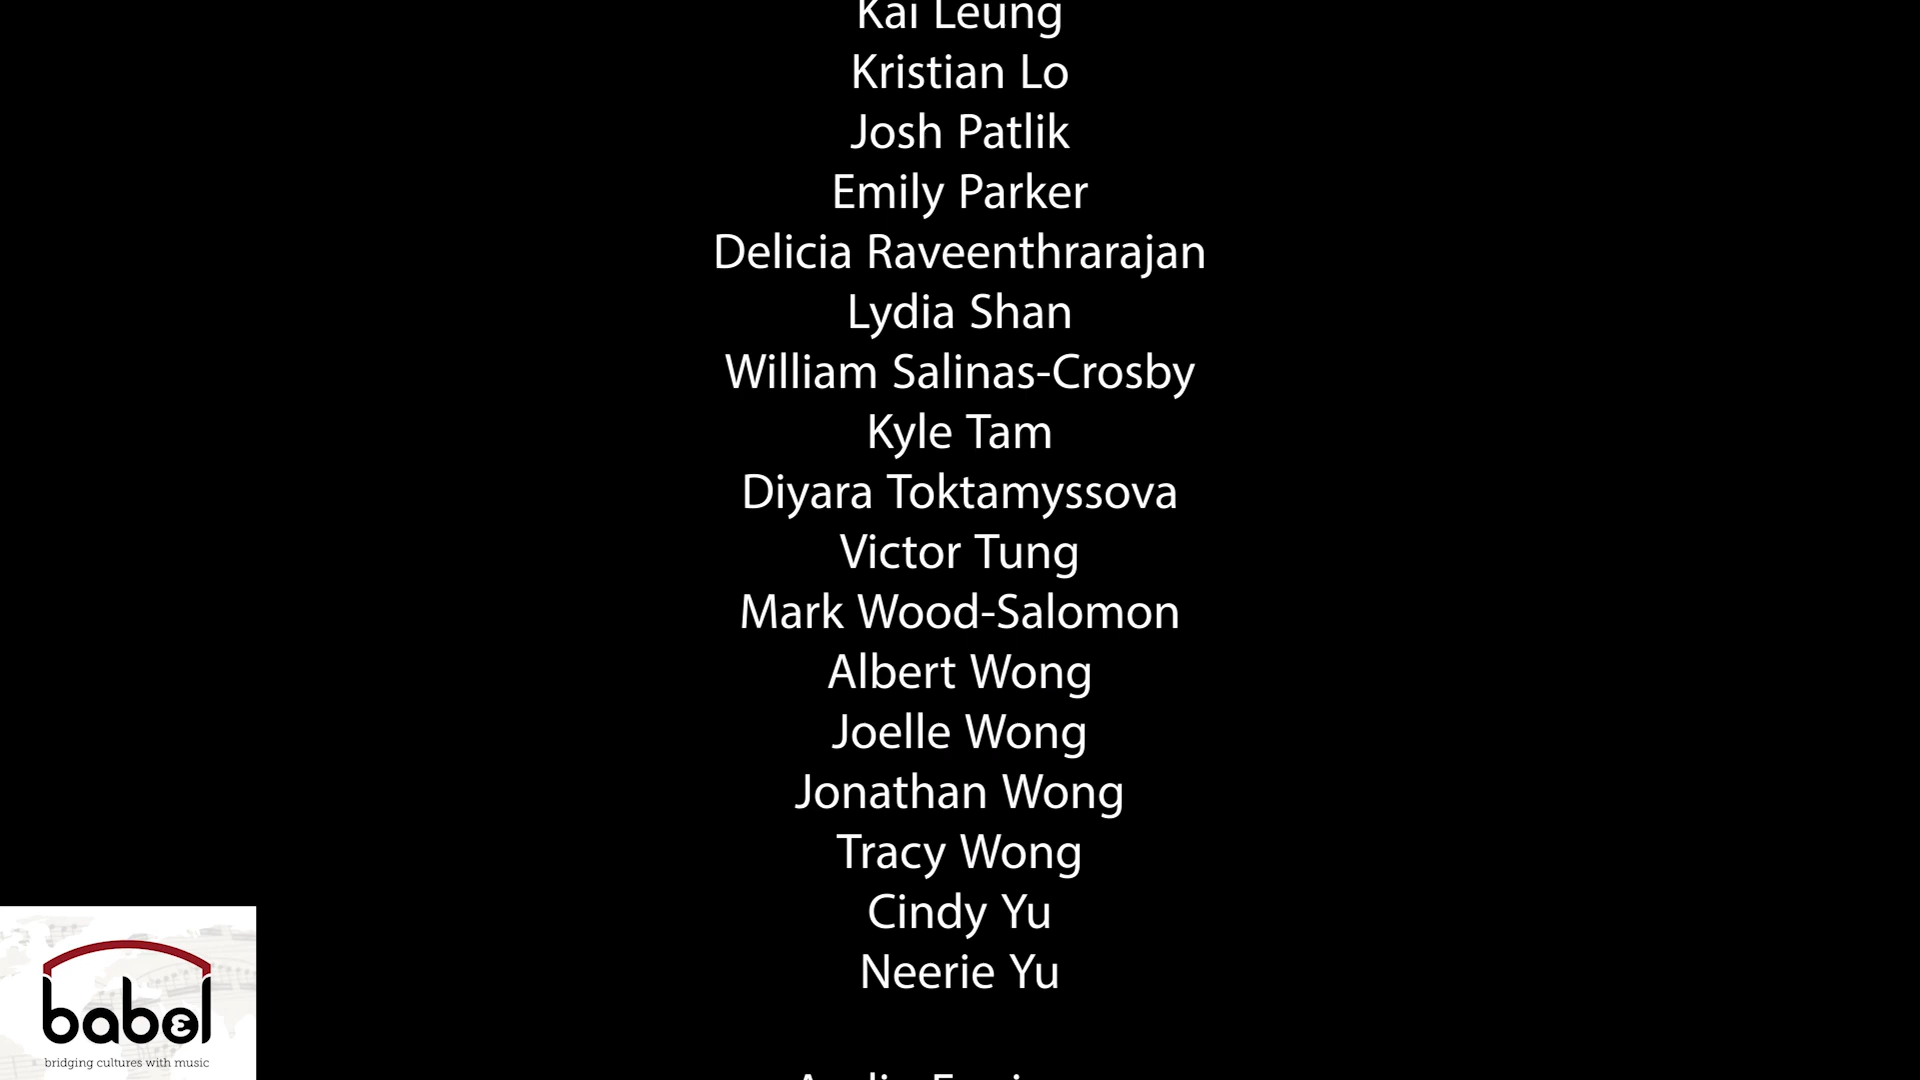 Kai Leung
Kristian Lo
Josh Patlik
Emily Parker
Delicia Raveenthrarajan
Lydia Shan
William Salinas-Crosby
Kyle Tam
Diyara Toktamyssova
Victor Tung
Mark Wood-Salomon
Albert Wong
Joelle Wong
Jonathan Wong
Tracy Wong
Cindy Yu
Neerie Yu
babɛl
bridging cultures with music